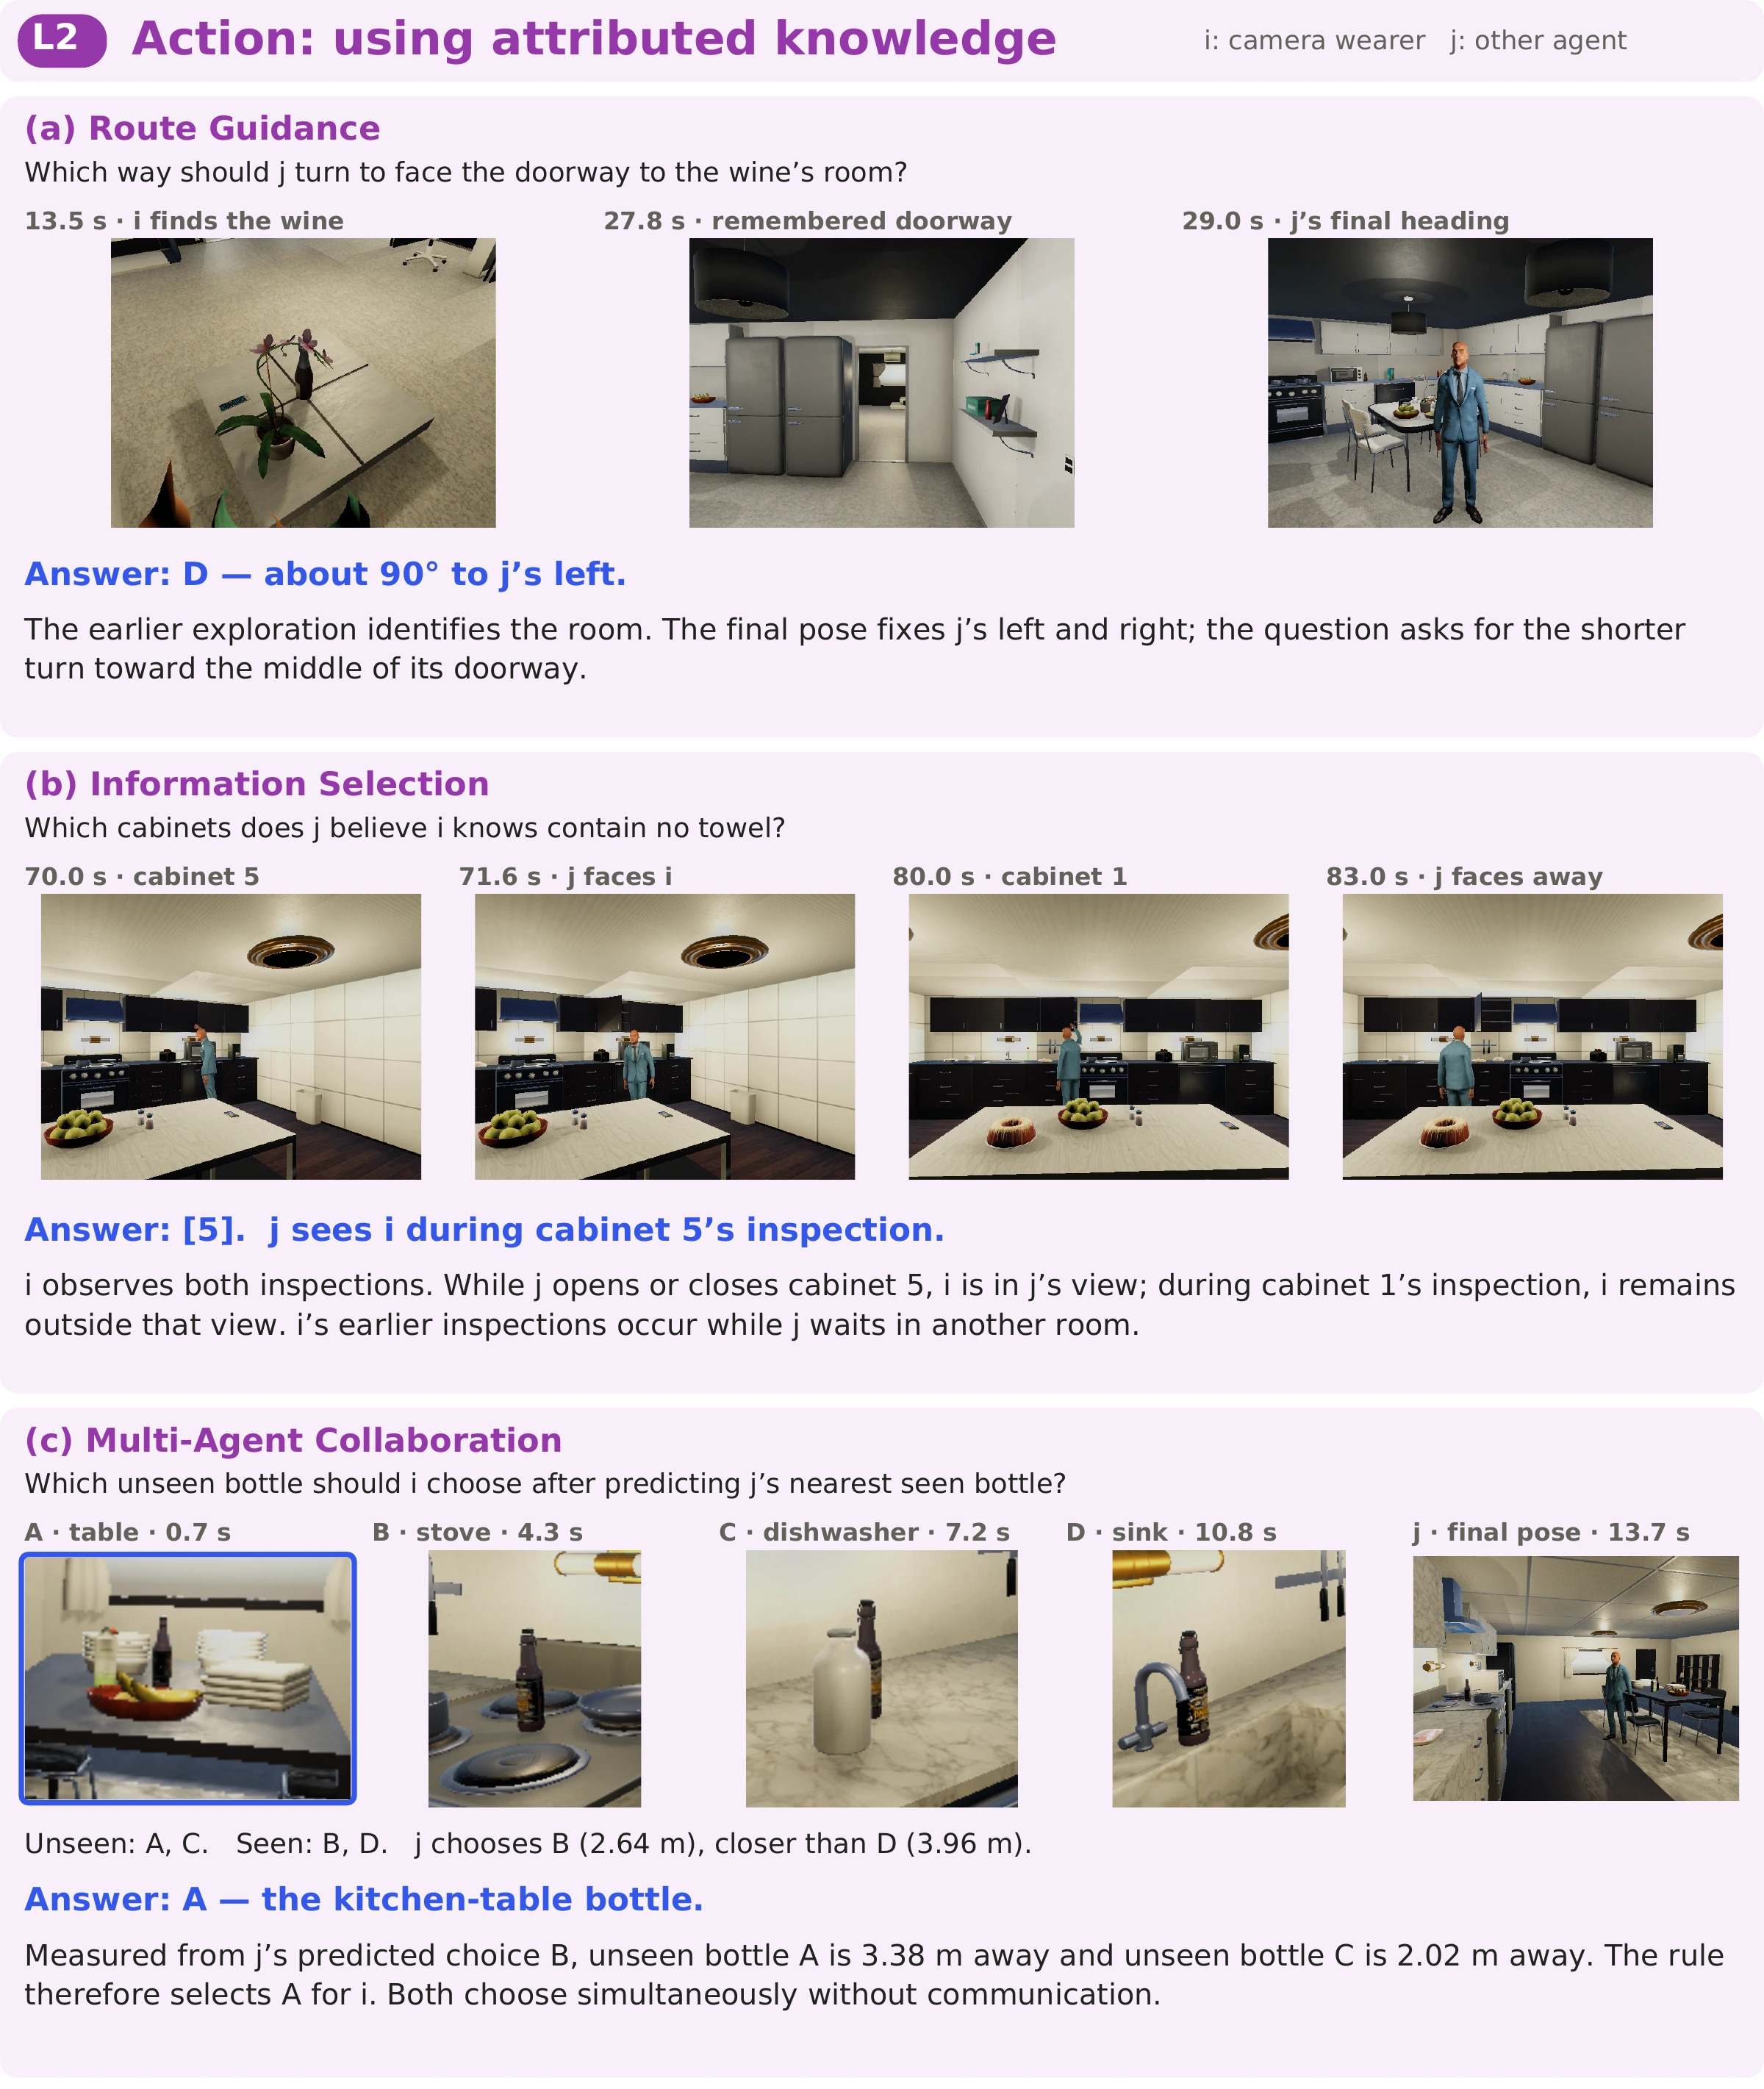 L2 Action: using attributed knowledge i: camera wearer j: other agent
(a) Route Guidance
Which way should j turn to face the doorway to the wine’s room?
13.5 s · i finds the wine 27.8 s · remembered doorway 29.0 s · j’s final heading
Answer: D — about 90° to j’s left.
The earlier exploration identifies the room. The final pose fixes j’s left and right; the question asks for the shorter
turn toward the middle of its doorway.
(b) Information Selection
Which cabinets does j believe i knows contain no towel?
70.0 s · cabinet 5 71.6 s · j faces i 80.0 s · cabinet 1 83.0 s · j faces away
Answer: [5]. j sees i during cabinet 5’s inspection.
i observes both inspections. While j opens or closes cabinet 5, i is in j’s view; during cabinet 1’s inspection, i remains
outside that view. i’s earlier inspections occur while j waits in another room.
(c) Multi-Agent Collaboration
Which unseen bottle should i choose after predicting j’s nearest seen bottle?
A · table · 0.7 s B · stove · 4.3 s C · dishwasher · 7.2 s D · sink · 10.8 s j · final pose · 13.7 s
Unseen: A, C. Seen: B, D. j chooses B (2.64 m), closer than D (3.96 m).
Answer: A — the kitchen-table bottle.
Measured from j’s predicted choice B, unseen bottle A is 3.38 m away and unseen bottle C is 2.02 m away. The rule
therefore selects A for i. Both choose simultaneously without communication.